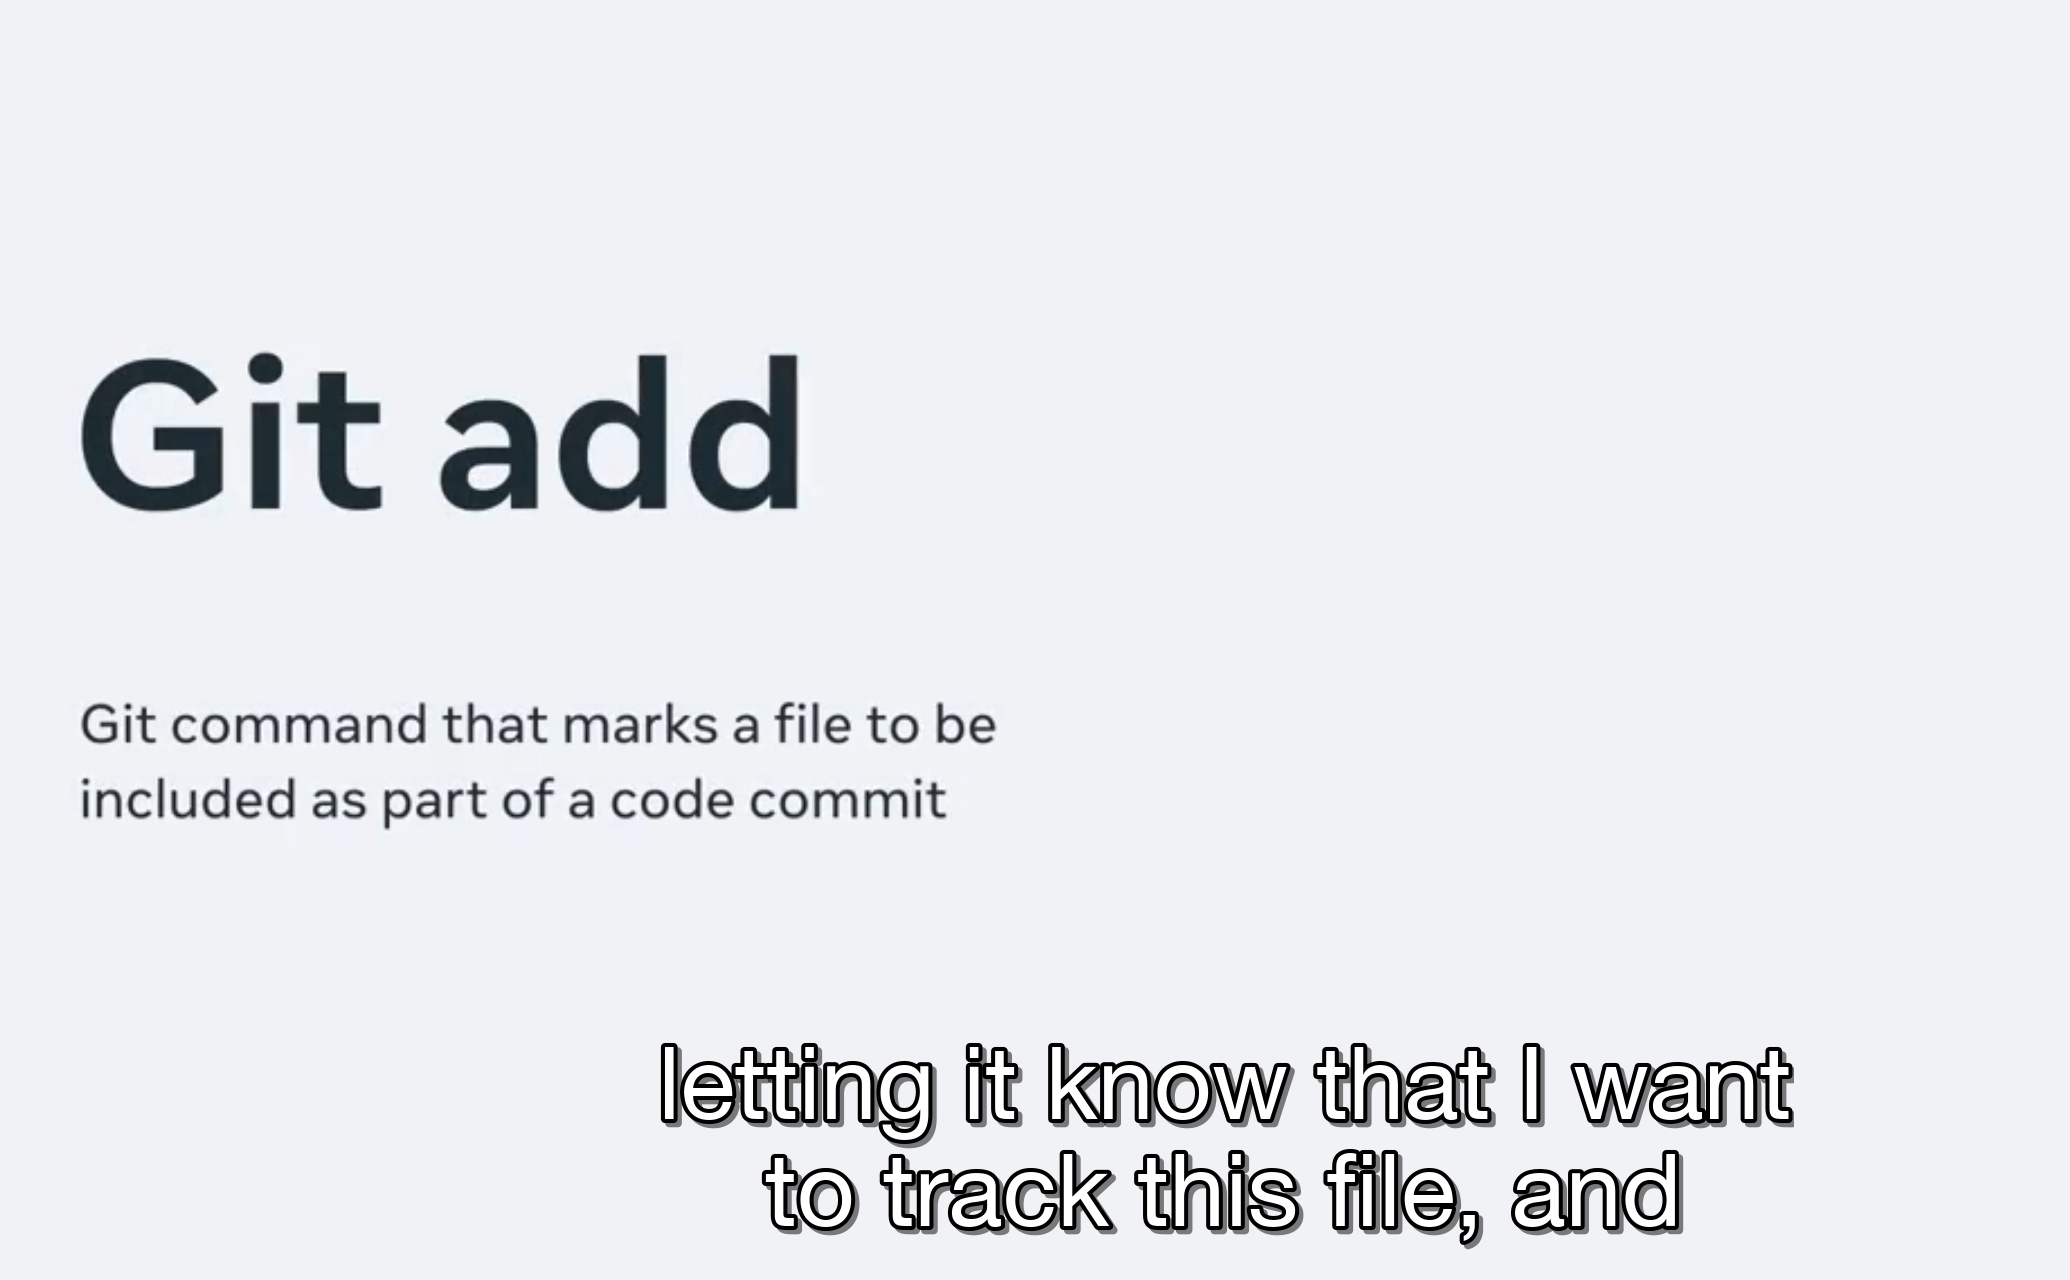 Git add
Git command that marks a file to be
included as part of a code commit
letting it know that I want
to track this file, and